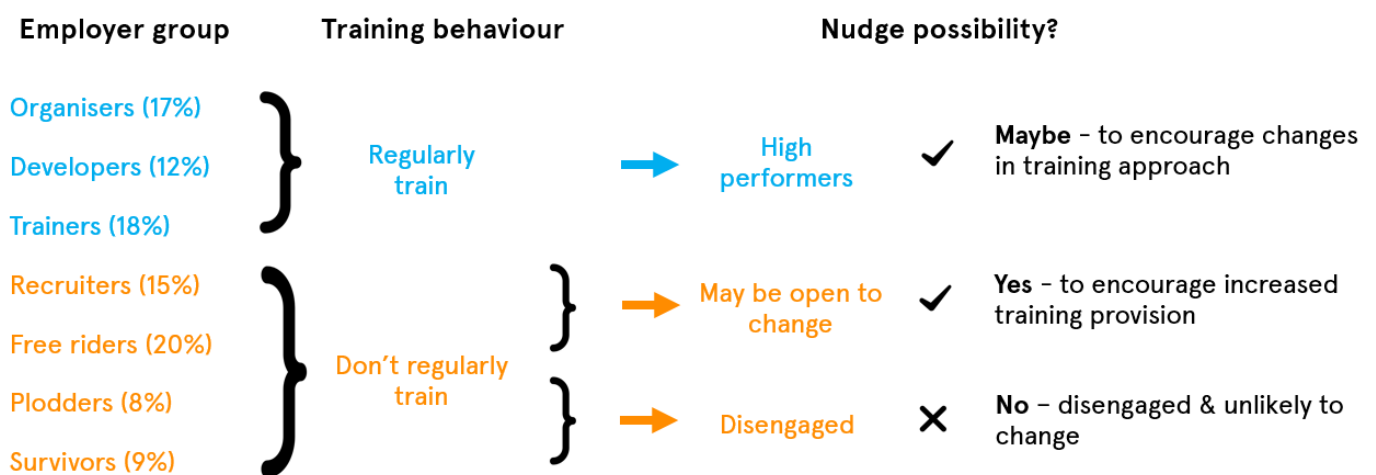 Employer group
Training behaviour
Nudge possibility?
Organisers (17%)
Developers (12%)
Trainers (18%)
Regularly
train
High
performers
Maybe - to encourage changes
in training approach
Recruiters (15%)
Free riders (20%)
Plodders (8%)
Survivors (9%)
Don’t regularly
train
May be open to
change
Yes - to encourage increased
training provision
Disengaged
No – disengaged & unlikely to
change